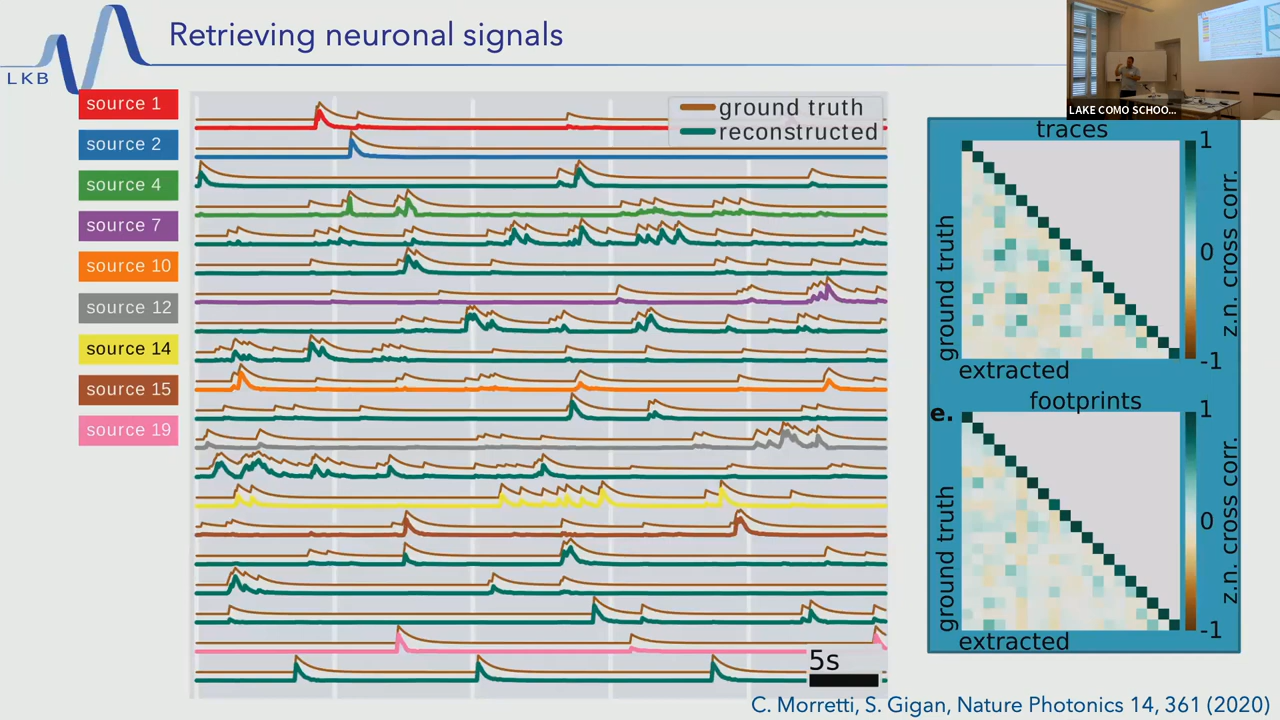 Retrieving neuronal signals
LKB
LAKE COMO SCHOO...
source 1
source 2
source 4
source 7
source 10
source 12
source 14
source 15
source 19
ground truth
reconstructed
5s
traces
1
0
-1
z.n. cross corr.
ground truth
extracted
e.
footprints
1
0
-1
z.n. cross corr.
ground truth
extracted
C. Morretti, S. Gigan, Nature Photonics 14, 361 (2020)